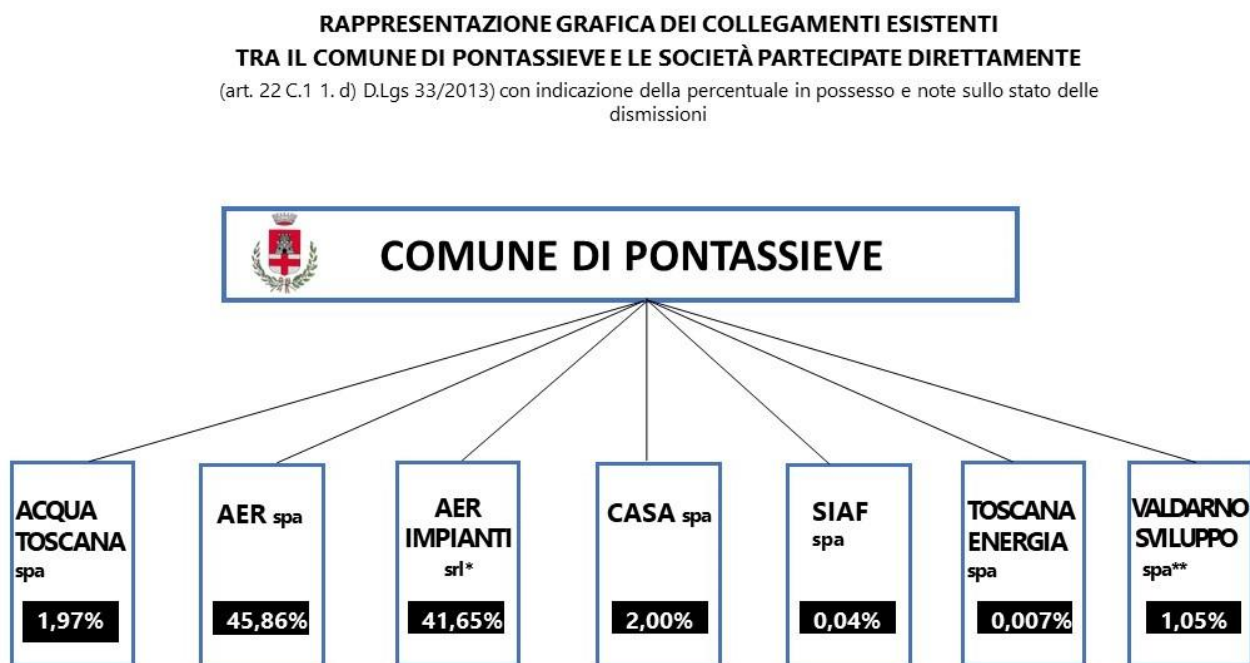 RAPPRESENTAZIONE GRAFICA DEI COLLEGAMENTI ESISTENTI
TRA IL COMUNE DI PONTASSIEVE E LE SOCIETÀ PARTECIPATE DIRETTAMENTE
(art. 22 C.1 1. d) D.Lgs 33/2013) con indicazione della percentuale in possesso e note sullo stato delle
dismissioni
COMUNE DI PONTASSIEVE
ACQUA
TOSCANA
spa
1,97%
AER spa
45,86%
AER
IMPIANTI
srl*
41,65%
CASA spa
2,00%
SIAF
spa
0,04%
TOSCANA
ENERGIA
spa
0,007%
VALDARNO
SVILUPPO
spa**
1,05%